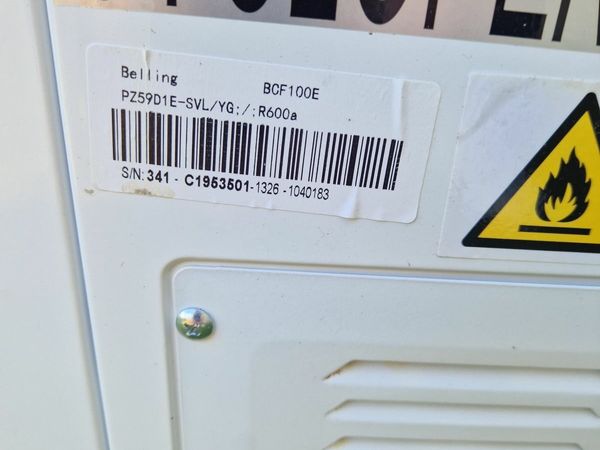 Belling BCF100E
PZ59D1E-SVL/YG;/;R600a
S/N: 341 - C1953501-1326 - 1040183